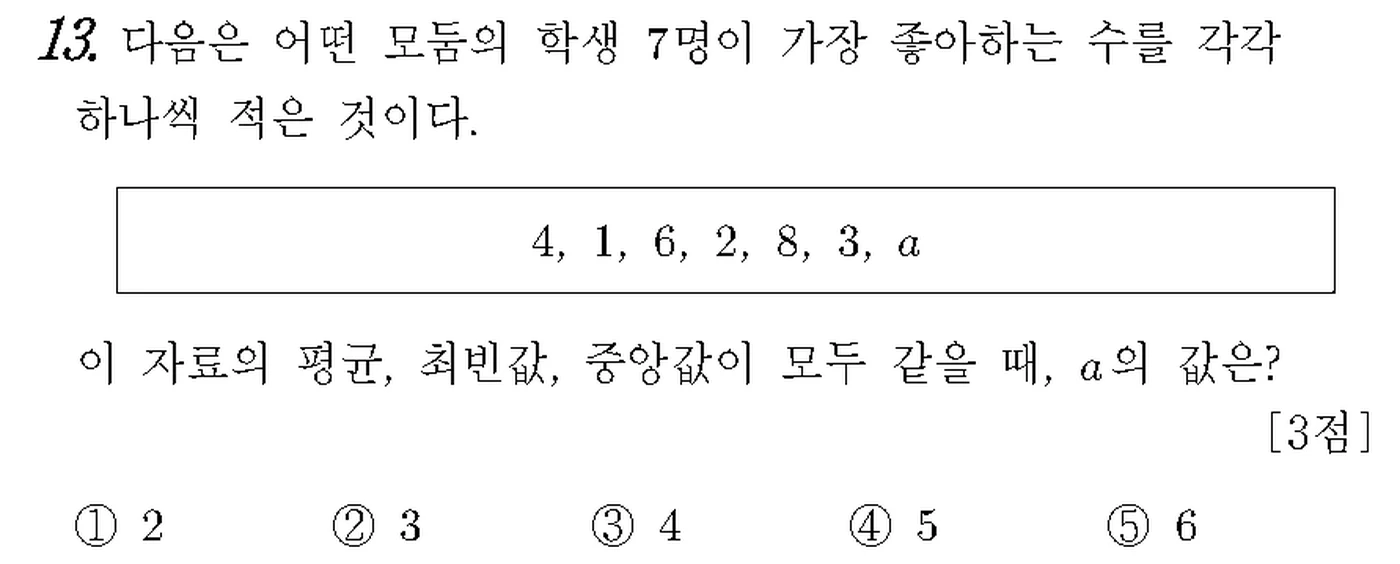 13. 다음은 어떤 모둠의 학생 7명이 가장 좋아하는 수를 각각
하나씩 적은 것이다.
4, 1, 6, 2, 8, 3, a
이 자료의 평균, 최빈값, 중앙값이 모두 같을 때, a의 값은?
[3점]
① 2 ② 3 ③ 4 ④ 5 ⑤ 6